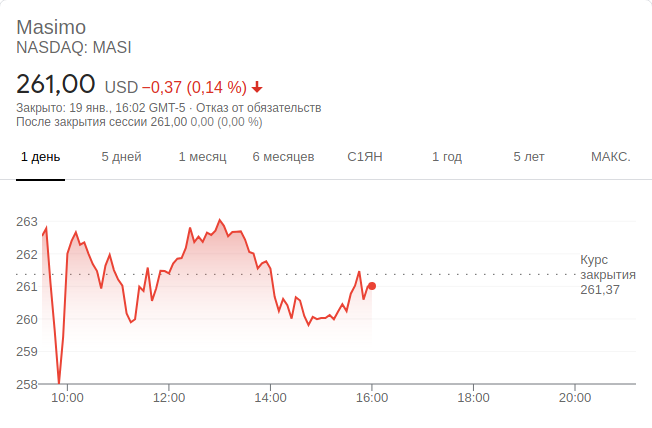 Masimo
NASDAQ: MASI
261,00 USD −0,37 (0,14 %)
Закрыто: 19 янв., 16:02 GMT-5 · Отказ от обязательств
После закрытия сессии 261,00 0,00 (0,00 %)
1 день 5 дней 1 месяц 6 месяцев С1ЯН 1 год 5 лет МАКС.
263
262
Курс
закрытия
261,37
261
260
259
258
10:00 12:00 14:00 16:00 18:00 20:00